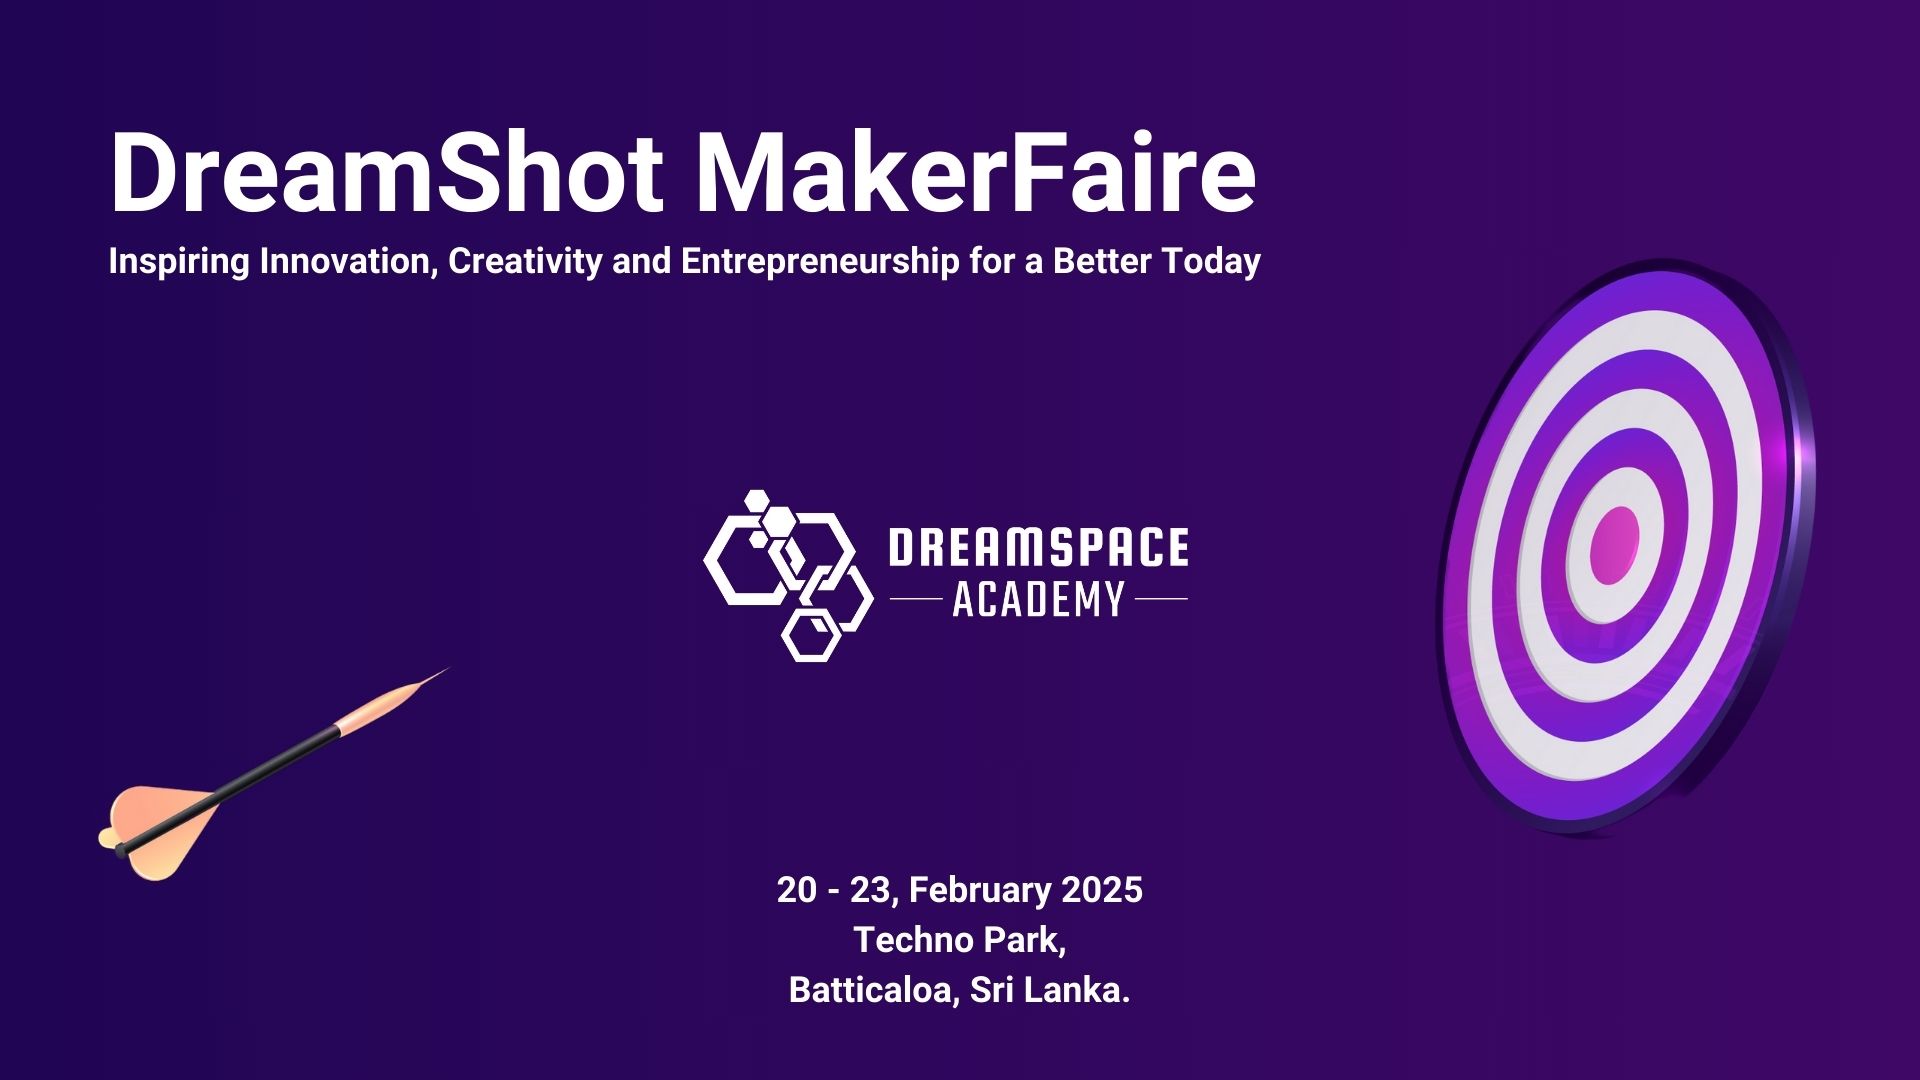 DreamShot MakerFaire
Inspiring Innovation, Creativity and Entrepreneurship for a Better Today
DREAMSPACE
ACADEMY
20 - 23, February 2025
Techno Park,
Batticaloa, Sri Lanka.